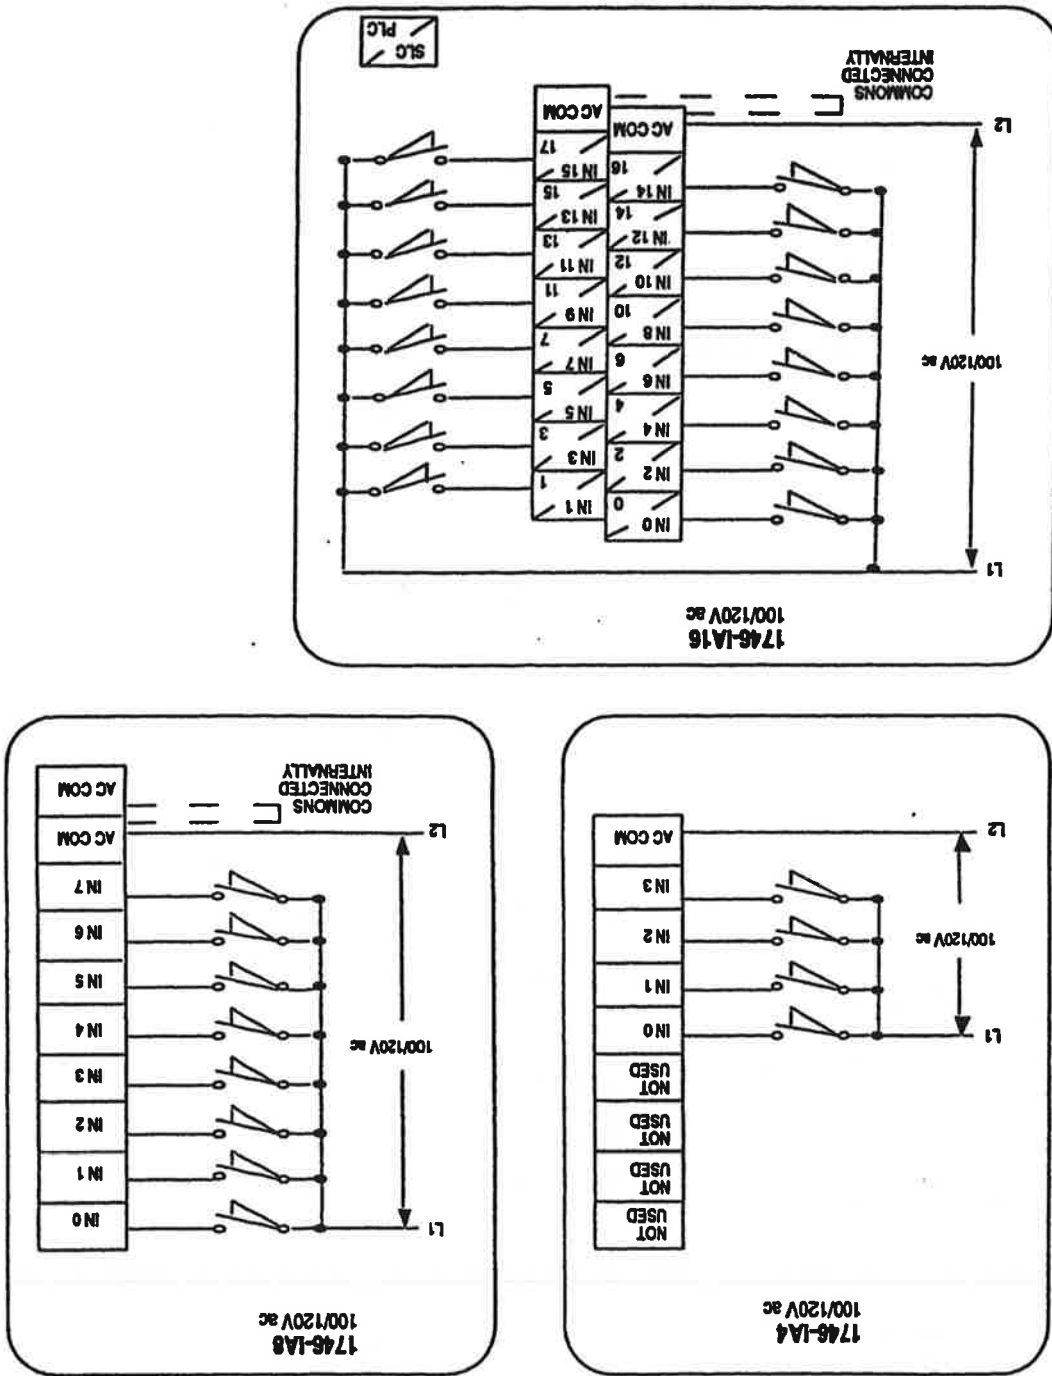 1746-IA4
100/120V ac
NOT
USED
NOT
USED
NOT
USED
NOT
USED
L1
IN 0
IN 1
100/120V ac
IN 2
IN 3
L2
AC COM
1746-IA8
100/120V ac
L1
IN 0
IN 1
IN 2
IN 3
100/120V ac
IN 4
IN 5
IN 6
IN 7
L2
AC COM
COMMONS
CONNECTED
INTERNALLY
AC COM
1746-IA16
100/120V ac
L1
IN 0
0
IN 1
1
IN 2
2
IN 3
3
IN 4
4
IN 5
5
100/120V ac
IN 6
6
IN 7
7
IN 8
10
IN 9
11
IN 10
12
IN 11
13
IN 12
14
IN 13
15
IN 14
16
IN 15
17
L2
AC COM
AC COM
COMMONS
CONNECTED
INTERNALLY
SLC
PLC